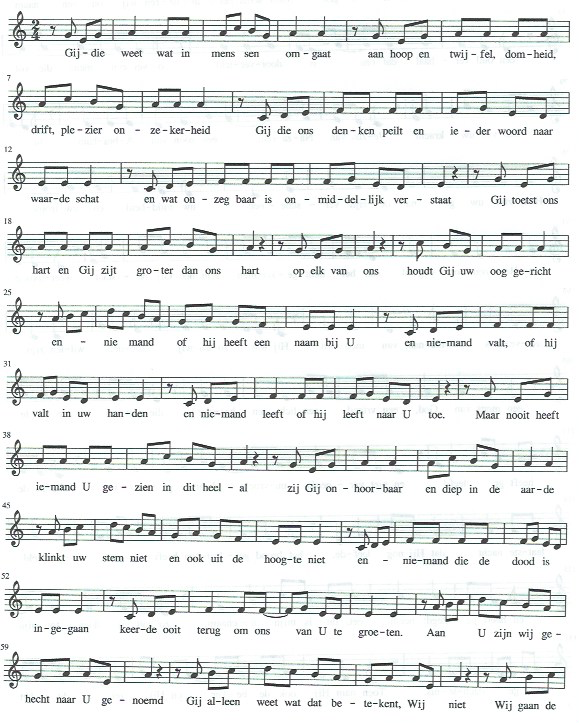 2 4
Gij-die weet wat in mens sen om-gaat aan hoop en twij-fel, dom-heid,
7
drift, ple-zier on-ze-ker-heid Gij die ons den-ken peilt en ie-der woord naar
12
waar-de schat en wat on-zeg baar is on-mid-del-lijk ver-staat Gij toetst ons
18
hart en Gij zijt gro-ter dan ons hart op elk van ons houdt Gij uw oog ge-richt
25
en-nie mand of hij heeft een naam bij U en-niemand valt, of hij
31
valt in uw han-den en-niemand leeft of hij leeft naar U toe. Maar nooit heeft
38
ie-mand U ge-zien in dit heel-al zij Gij on-hoor-baar en diep in de aar-de
45
klinkt uw stem niet en ook uit de hoog-te niet en-niemand die de dood is
52
in-ge-gaan keer-de ooit terug om ons van U te groe-ten. Aan U zijn wij ge-
59
hecht naar U ge-noemd Gij al-leen weet wat dat be-te-kent, Wij niet Wij gaan de